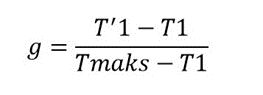 g = T'1 − T1 / Tmaks − T1